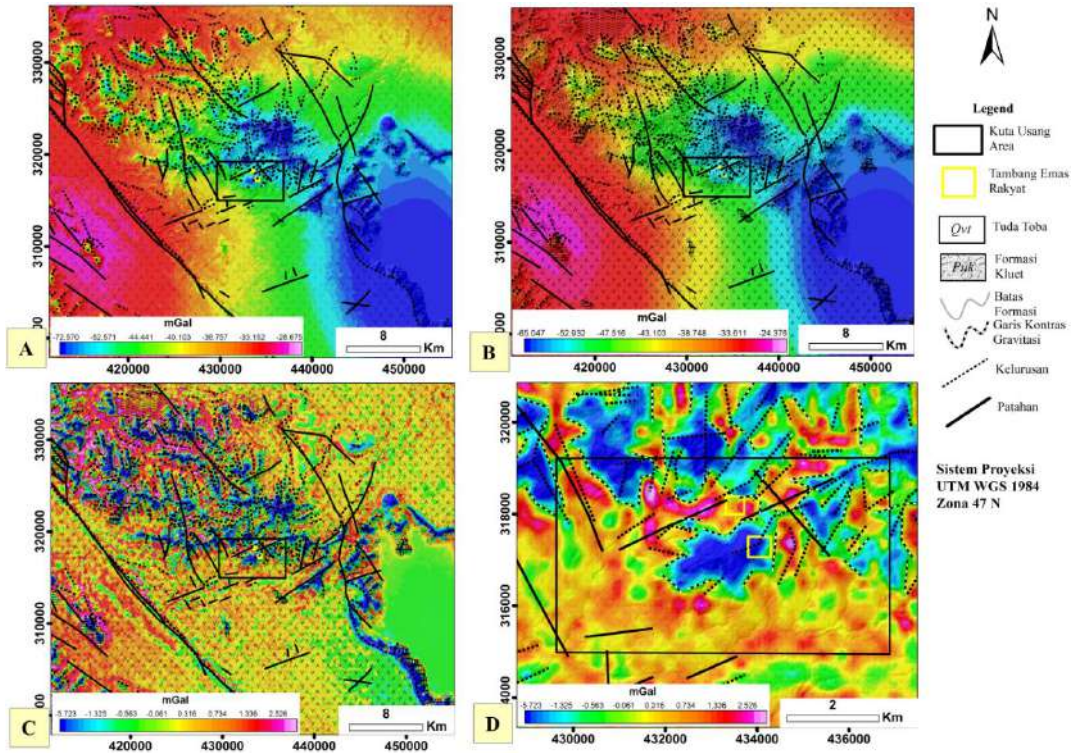 330000
320000
310000
mGal
-72.570 -52.571 -44.441 -40.103 -36.757 -33.152 -28.675
8
Km
A
420000 430000 440000 450000
330000
320000
310000
mGal
-65.047 -52.932 -47.516 -43.103 -38.748 -33.611 -24.376
8
Km
B
420000 430000 440000 450000
330000
320000
310000
mGal
-5.723 -1.325 -0.563 -0.061 0.316 0.734 1.336 2.526
8
Km
C
420000 430000 440000 450000
320000
318000
316000
mGal
-5.723 -1.325 -0.563 -0.061 0.734 1.336 2.526
2
Km
D
430000 432000 434000 436000
N
Legend
Kuta Usang
Area
Tambang Emas
Rakyat
Qvt
Tuda Toba
Formasi
Kluet
Batas
Formasi
Garis Kontras
Gravitasi
Kelurusan
Patahan
Sistem Proyeksi
UTM WGS 1984
Zona 47 N